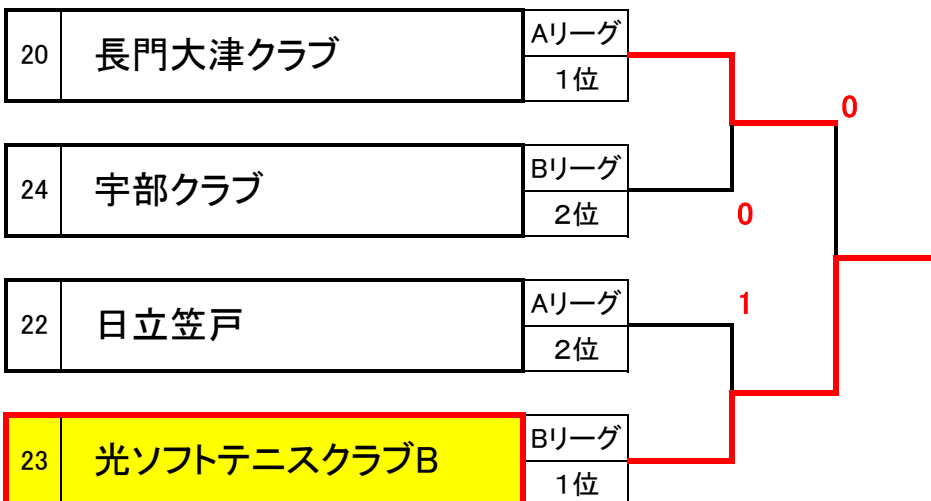 20 長門大津クラブ Aリーグ
1位
0
24 宇部クラブ Bリーグ
2位
0
22 日立笠戸 Aリーグ
2位
1
23 光ソフトテニスクラブB Bリーグ
1位